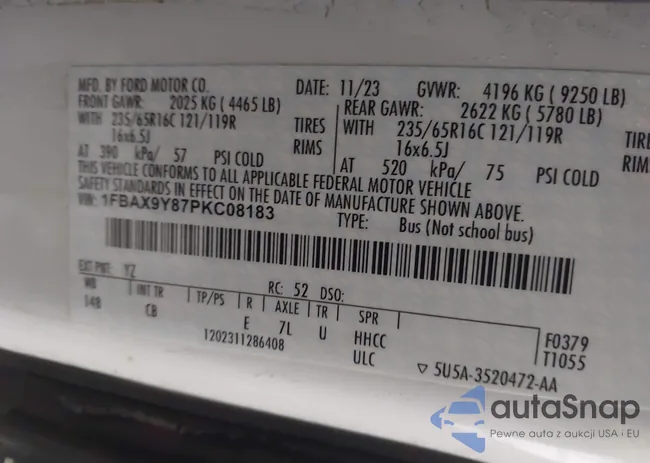 MFD. BY FORD MOTOR CO. DATE: 11/23 GVWR: 4196 KG ( 9250 LB)
FRONT GAWR: 2025 KG ( 4465 LB) REAR GAWR: 2622 KG ( 5780 LB)
WITH 235/65R16C 121/119R TIRES WITH 235/65R16C 121/119R TIRES
16x6.5J RIMS 16x6.5J RIMS
AT 390 kPa/ 57 PSI COLD AT 520 kPa/ 75 PSI COLD
THIS VEHICLE CONFORMS TO ALL APPLICABLE FEDERAL MOTOR VEHICLE
SAFETY STANDARDS IN EFFECT ON THE DATE OF MANUFACTURE SHOWN ABOVE.
VIN: 1FBAX9Y87PKC08183 TYPE: Bus (Not school bus)
EXT PNT: YZ RC: 52 DSO:
WB INT TR TP/PS R AXLE TR SPR
148 CB E 7L U HHCC F0379
1202311286408 ULC T1055
▽ 5U5A-3520472-AA
autaSnap
Pewne auta z aukcji USA i EU